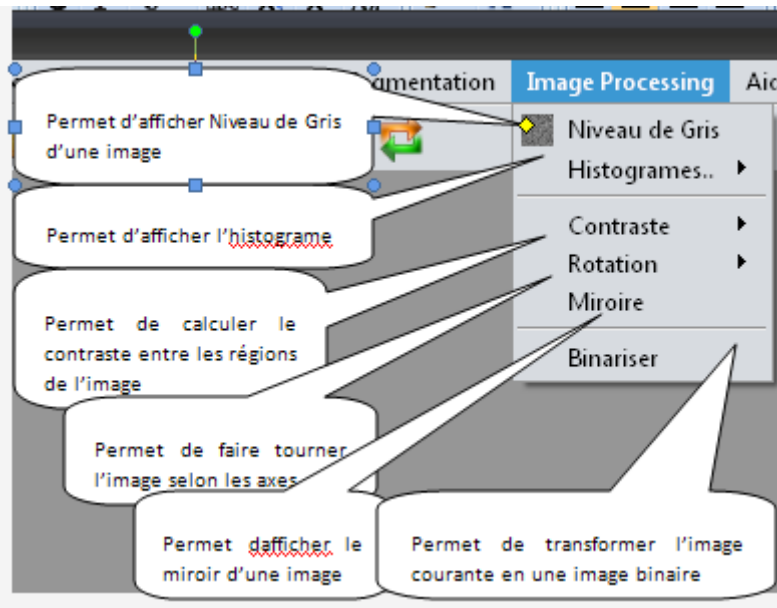 Image Processing
Niveau de Gris
Histogrames..
Contraste
Rotation
Miroire
Binariser
Permet d'afficher Niveau de Gris
d'une image
Permet d'afficher l'histograme
Permet de calculer le
contraste entre les régions
de l'image
Permet de faire tourner
l'image selon les axes
Permet dafficher le
miroir d'une image
Permet de transformer l'image
courante en une image binaire